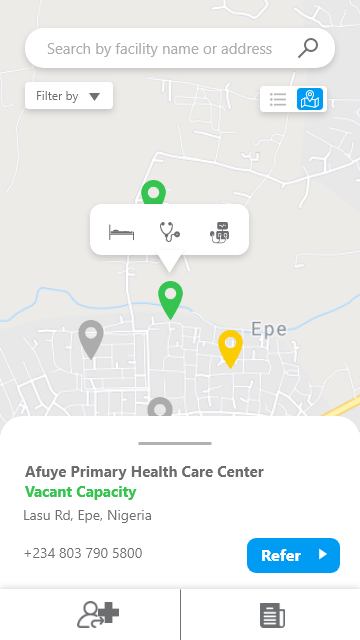 Search by facility name or address
Filter by
Epe
Afuye Primary Health Care Center
Vacant Capacity
Lasu Rd, Epe, Nigeria
+234 803 790 5800
Refer